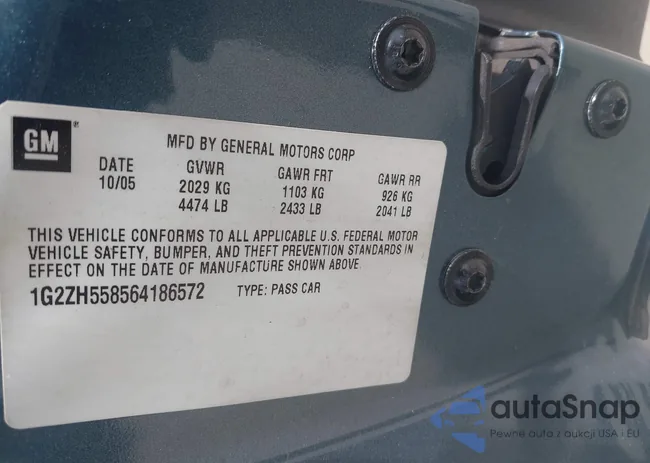 GM
MFD BY GENERAL MOTORS CORP
DATE GVWR GAWR FRT GAWR RR
10/05 2029 KG 1103 KG 926 KG
4474 LB 2433 LB 2041 LB
THIS VEHICLE CONFORMS TO ALL APPLICABLE U.S. FEDERAL MOTOR
VEHICLE SAFETY, BUMPER, AND THEFT PREVENTION STANDARDS IN
EFFECT ON THE DATE OF MANUFACTURE SHOWN ABOVE.
1G2ZH558564186572 TYPE: PASS CAR
autaSnap
Pewne auta z aukcji USA i EU